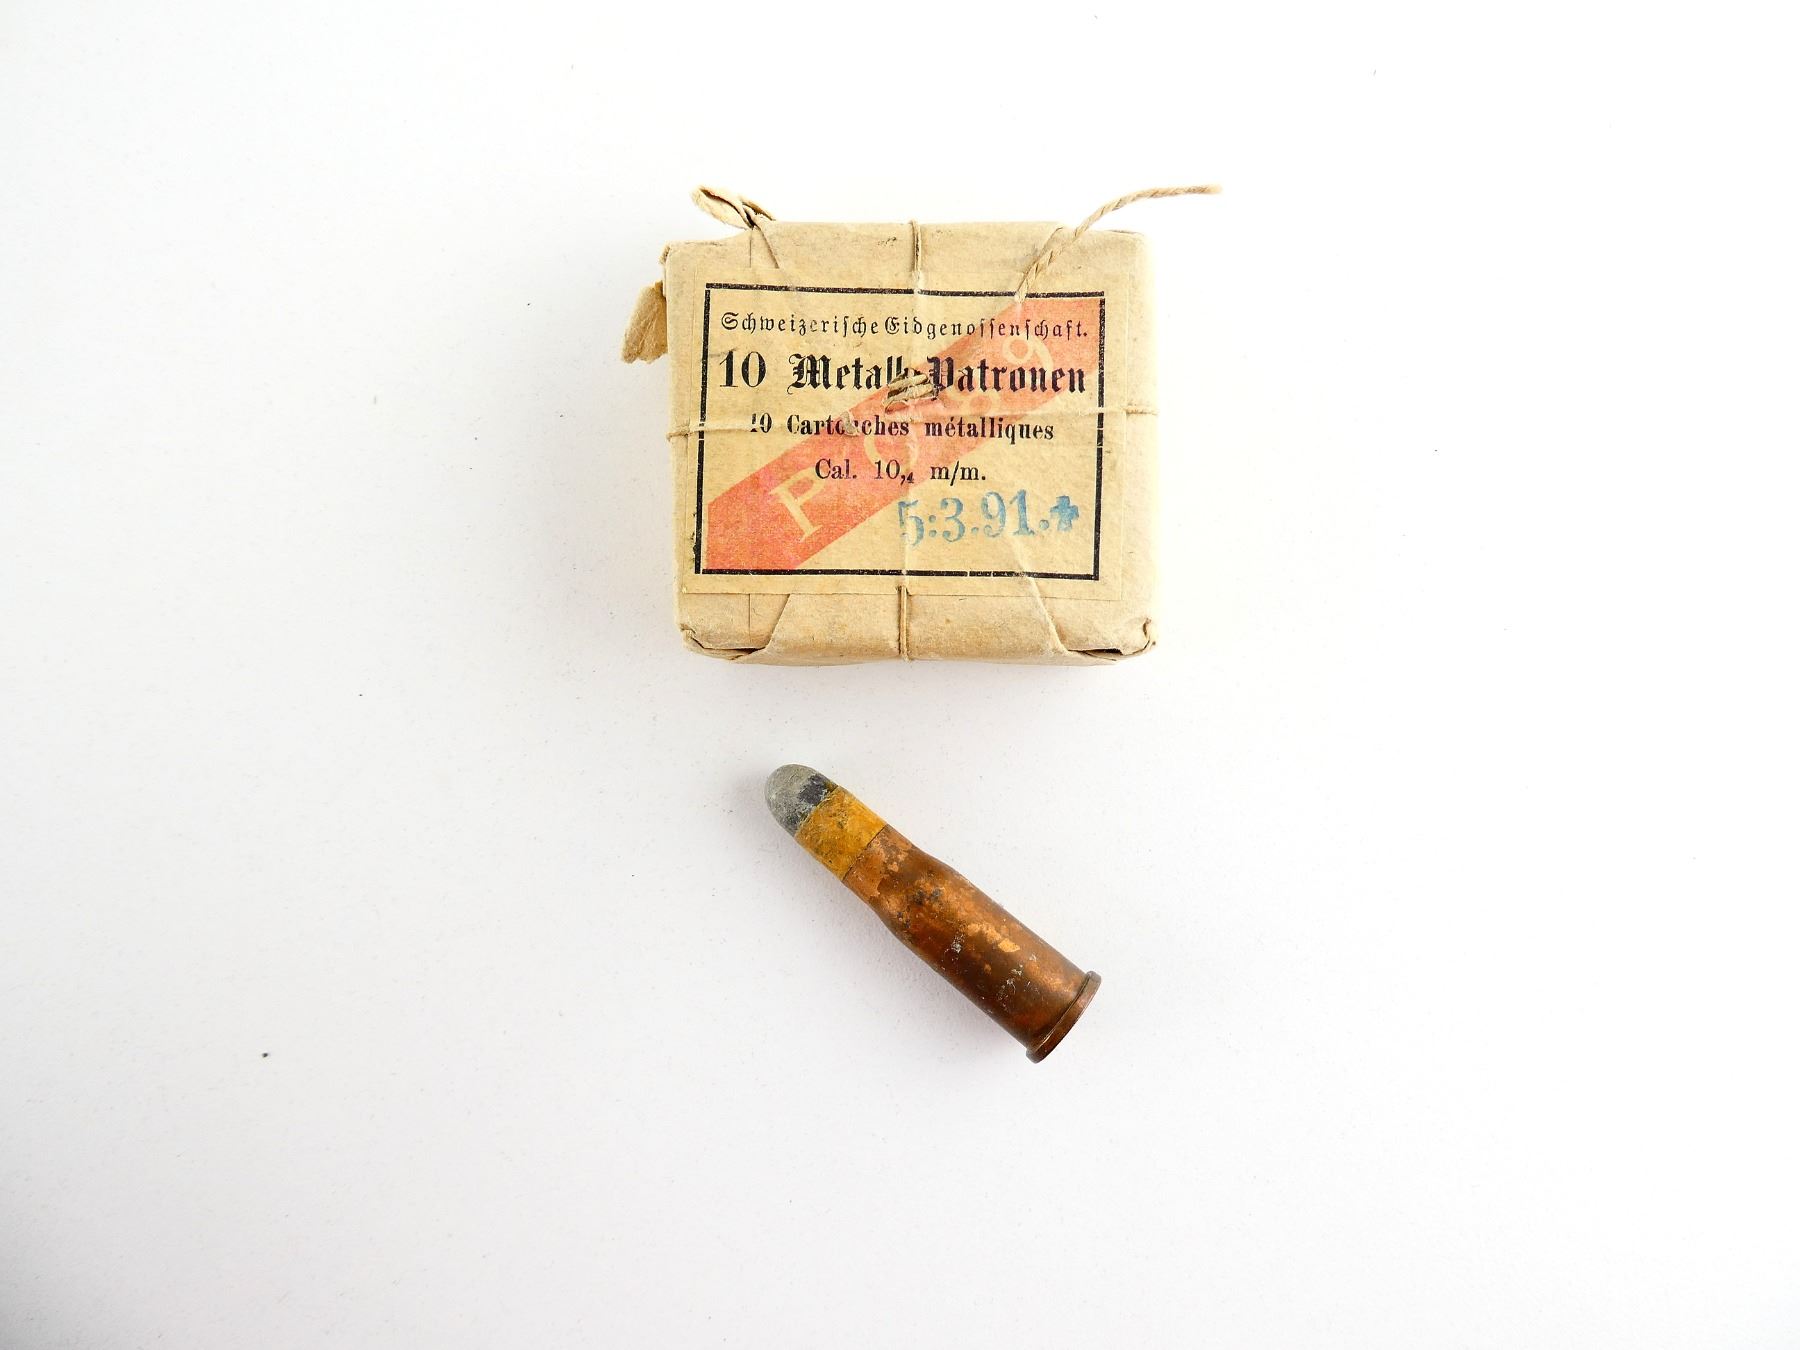 Schweizerische Eidgenossenschaft.
10 Metall-Patronen
10 Cartouches métalliques
Cal. 10,4 m/m.
5.3.91.